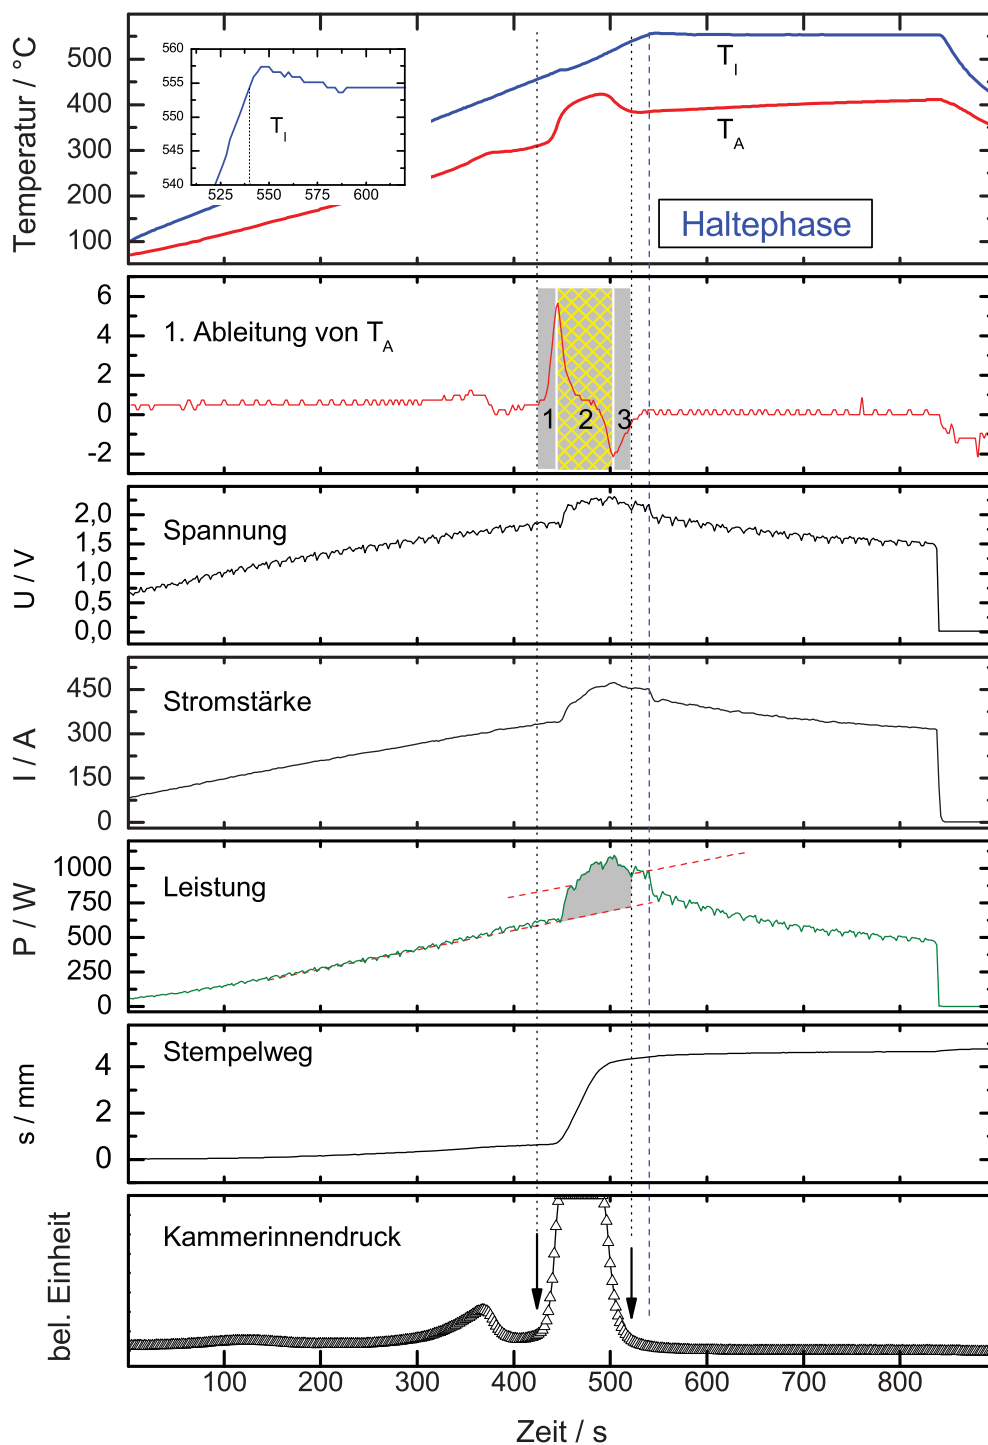 Temperatur / °C
500
400
300
200
100
560
555
550
545
540
525
550
575
600
T_I
T_I
T_A
Haltephase
6
4
2
0
-2
1. Ableitung von T_A
1
2
3
U / V
2,0
1,5
1,0
0,5
0,0
Spannung
I / A
450
300
150
0
Stromstärke
P / W
1000
750
500
250
0
Leistung
s / mm
4
2
0
Stempelweg
bel. Einheit
Kammerinnendruck
100 200 300 400 500 600 700 800
Zeit / s